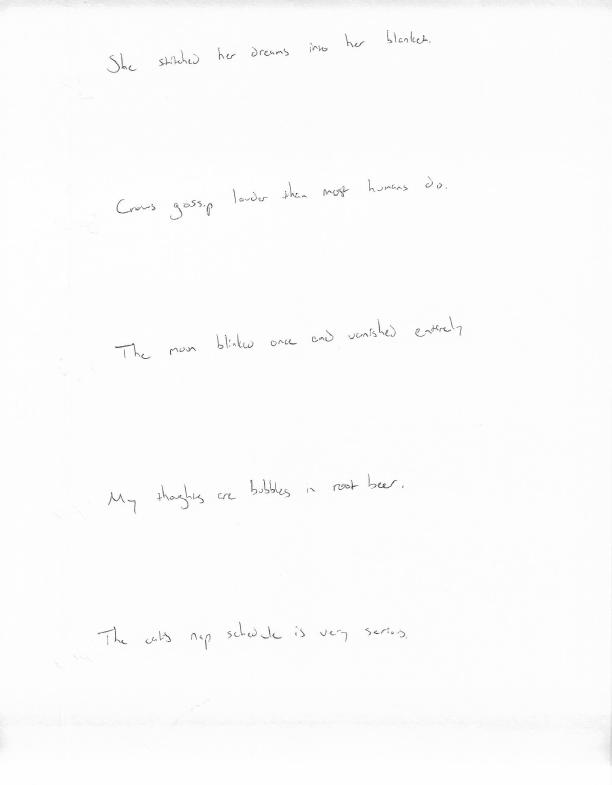 She stitched her dreams into her blanket.
Crows gossip louder than most humans do.
The moon blinked once and vanished entirely
My thoughts are bubbles in root beer.
The cat's nap schedule is very serious.